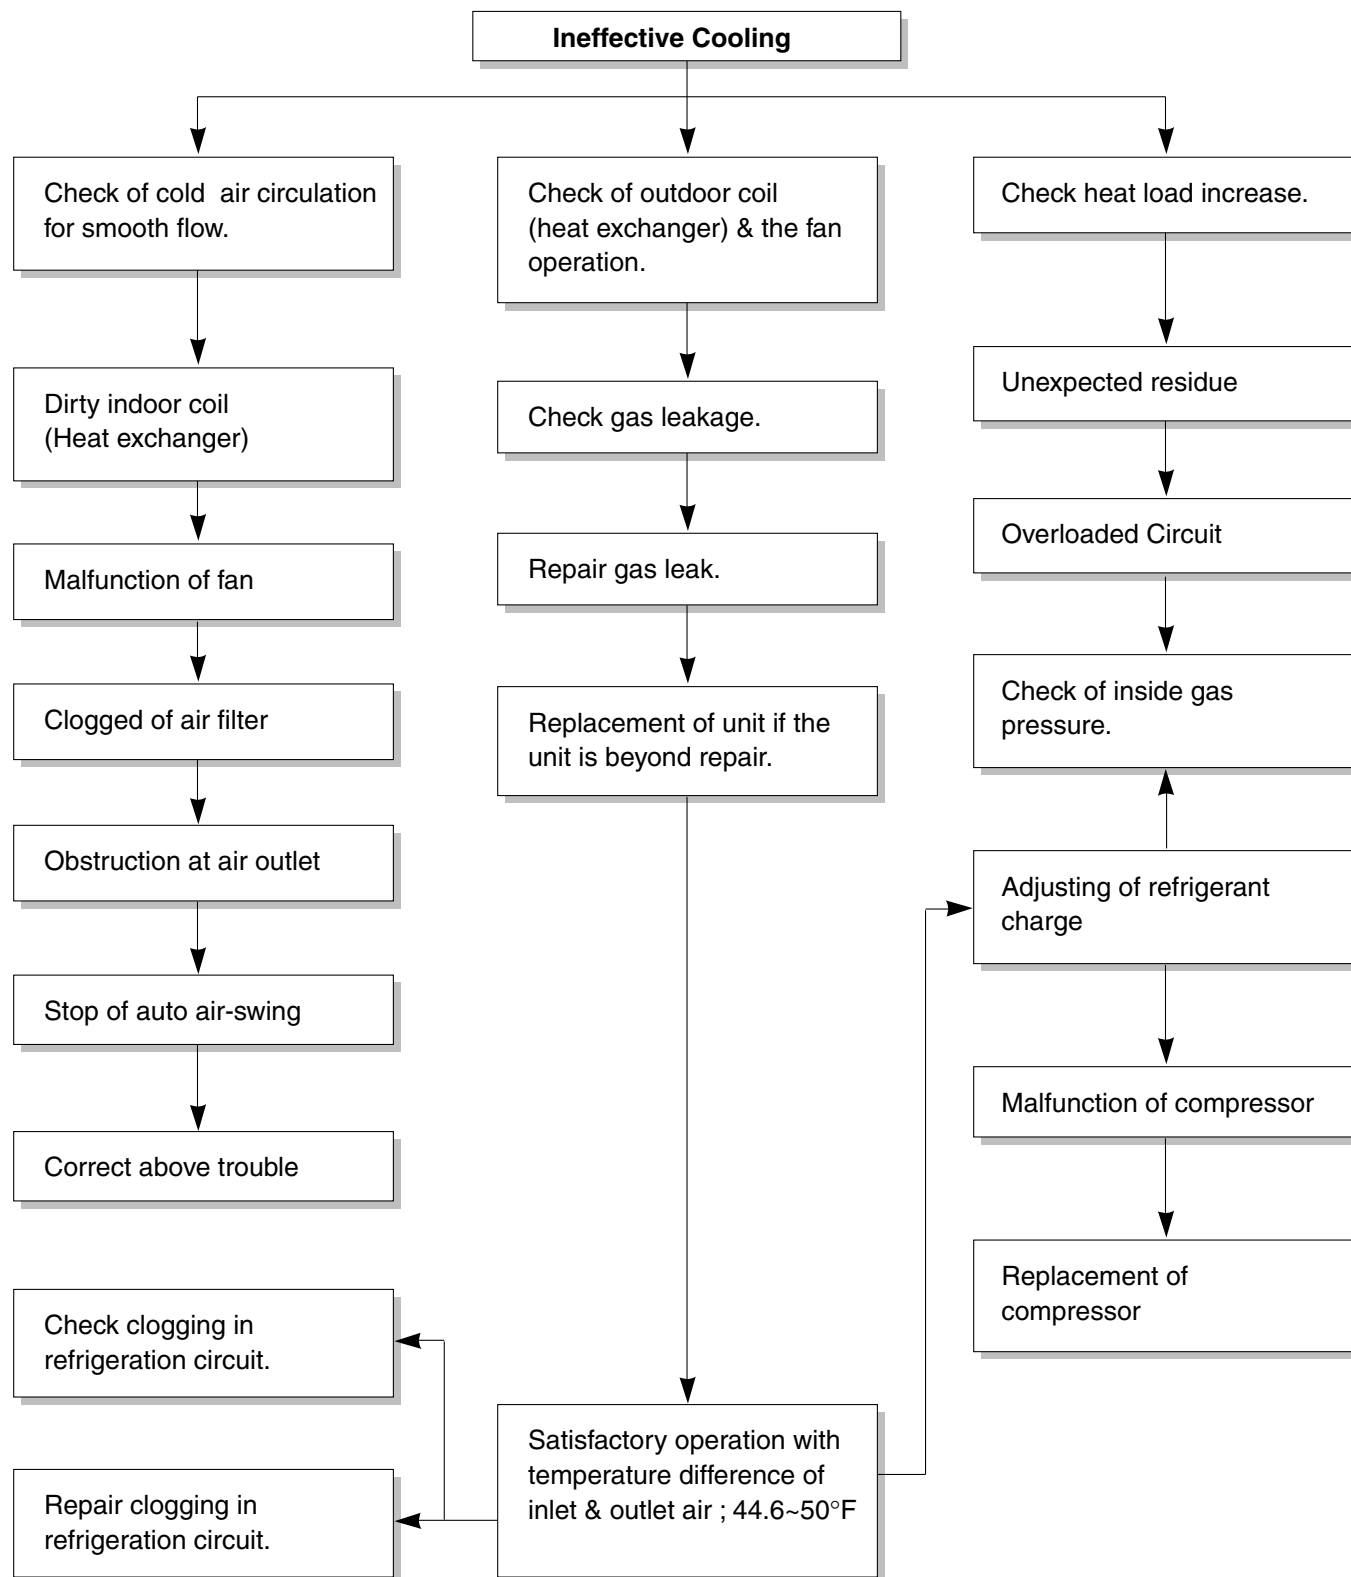 Ineffective Cooling
Check of cold air circulation
for smooth flow.
Dirty indoor coil
(Heat exchanger)
Malfunction of fan
Clogged of air filter
Obstruction at air outlet
Stop of auto air-swing
Correct above trouble
Check of outdoor coil
(heat exchanger) & the fan
operation.
Check gas leakage.
Repair gas leak.
Replacement of unit if the
unit is beyond repair.
Check heat load increase.
Unexpected residue
Overloaded Circuit
Check of inside gas
pressure.
Adjusting of refrigerant
charge
Malfunction of compressor
Replacement of
compressor
Check clogging in
refrigeration circuit.
Repair clogging in
refrigeration circuit.
Satisfactory operation with
temperature difference of
inlet & outlet air ; 44.6~50°F